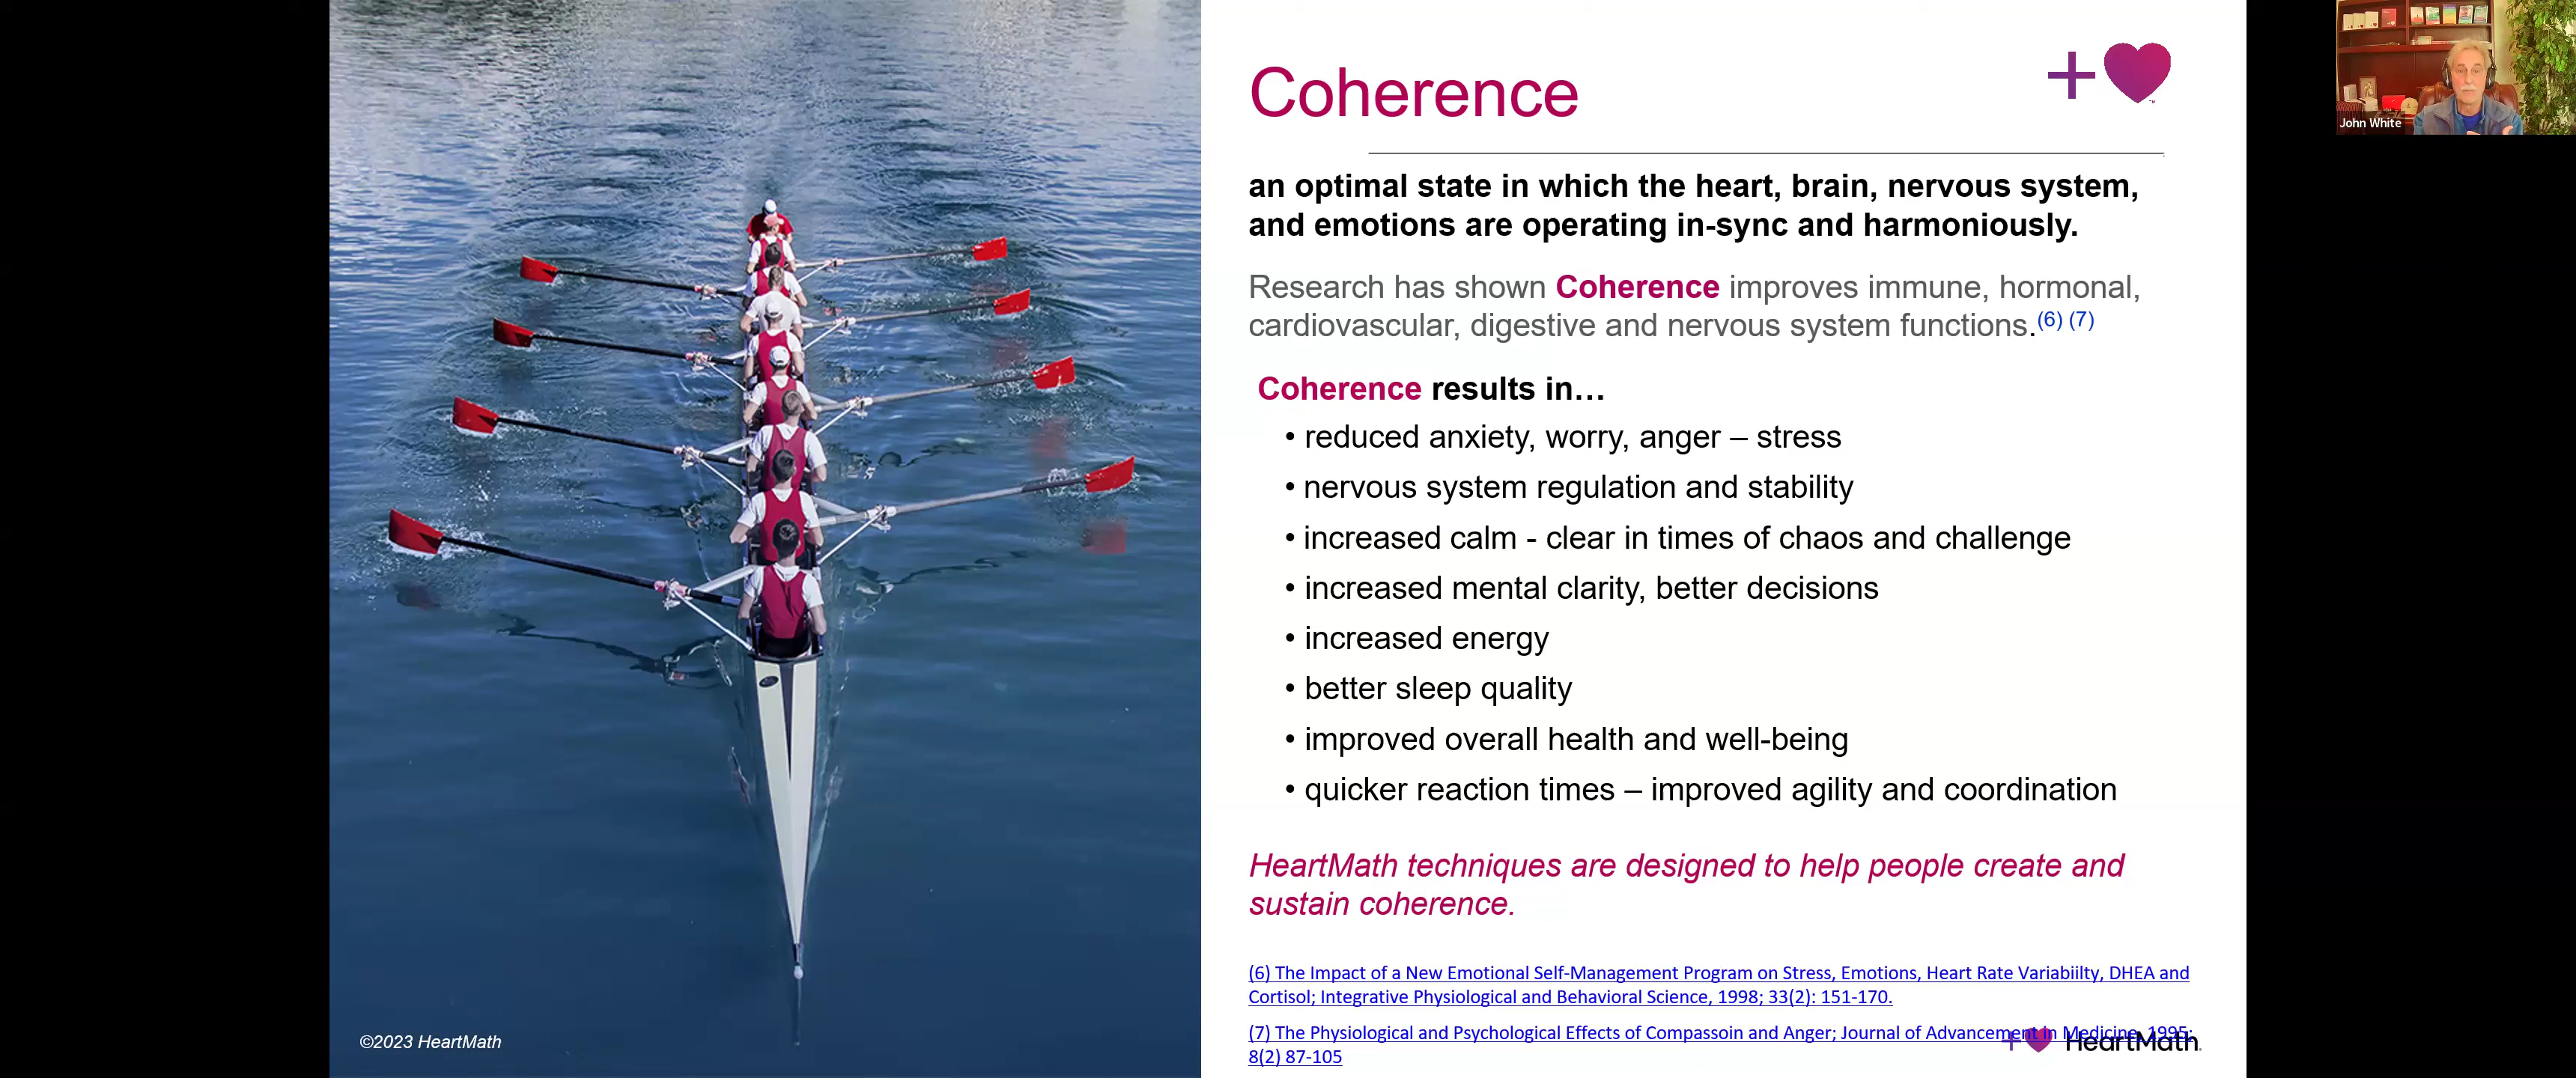 Coherence
John White
an optimal state in which the heart, brain, nervous system,
and emotions are operating in-sync and harmoniously.
Research has shown Coherence improves immune, hormonal,
cardiovascular, digestive and nervous system functions.(6) (7)
Coherence results in…
• reduced anxiety, worry, anger – stress
• nervous system regulation and stability
• increased calm - clear in times of chaos and challenge
• increased mental clarity, better decisions
• increased energy
• better sleep quality
• improved overall health and well-being
• quicker reaction times – improved agility and coordination
HeartMath techniques are designed to help people create and
sustain coherence.
(6) The Impact of a New Emotional Self-Management Program on Stress, Emotions, Heart Rate Variabiilty, DHEA and
Cortisol; Integrative Physiological and Behavioral Science, 1998; 33(2): 151-170.
(7) The Physiological and Psychological Effects of Compassoin and Anger; Journal of Advancement in Medicine, 1995;
8(2) 87-105
HeartMath
©2023 HeartMath